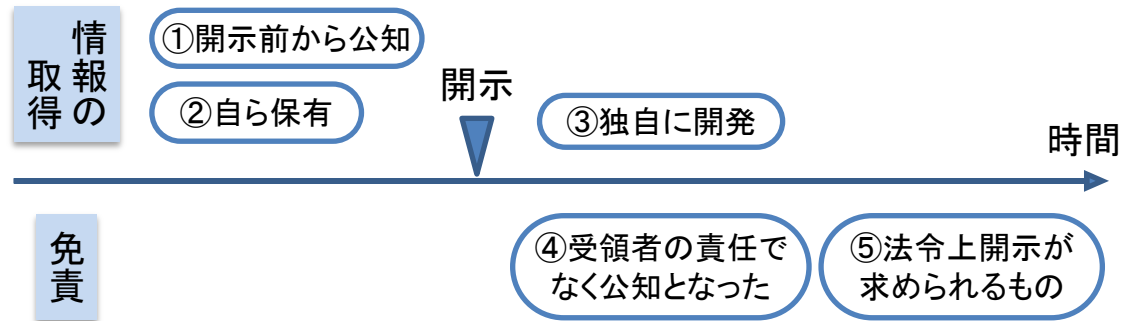 情報の
取得
①開示前から公知
②自ら保有
開示
③独自に開発
時間
免責
④受領者の責任で
なく公知となった
⑤法令上開示が
求められるもの